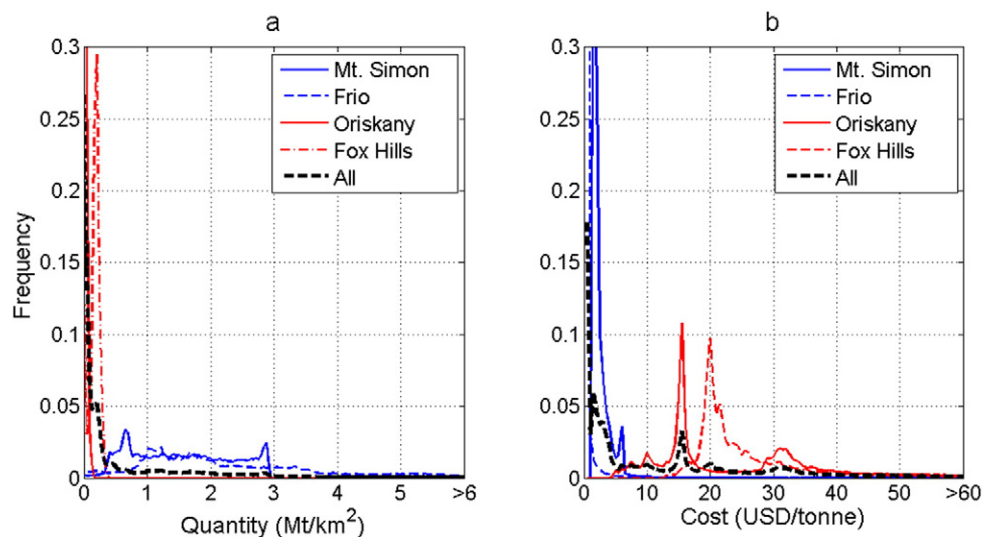 a
0.3
0.25
0.2
0.15
0.1
0.05
0
Frequency
Mt. Simon
Frio
Oriskany
Fox Hills
All
0 1 2 3 4 5 >6
Quantity (Mt/km²)
b
0.3
0.25
0.2
0.15
0.1
0.05
0
Mt. Simon
Frio
Oriskany
Fox Hills
All
0 10 20 30 40 50 >60
Cost (USD/tonne)